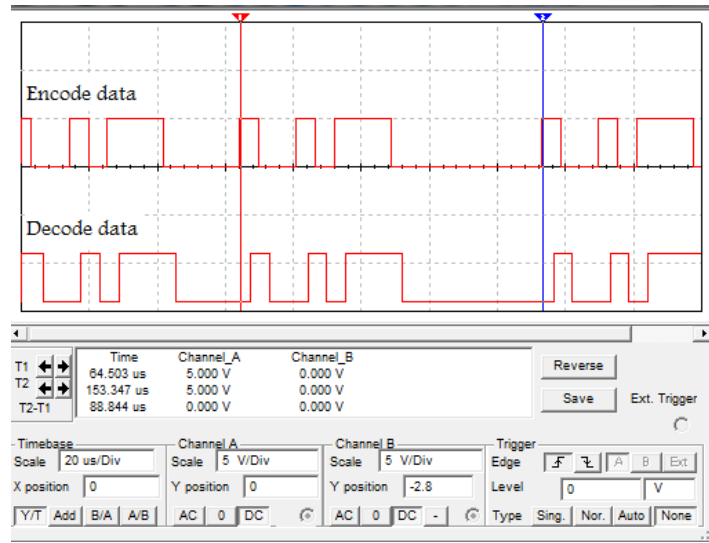 1 2
Encode data
Decode data
Time Channel_A Channel_B
T1 64.503 us 5.000 V 0.000 V
T2 153.347 us 5.000 V 0.000 V
T2-T1 88.844 us 0.000 V 0.000 V
Reverse
Save Ext. Trigger
Timebase Channel A Channel B Trigger
Scale 20 us/Div Scale 5 V/Div Scale 5 V/Div Edge A B Ext
X position 0 Y position 0 Y position -2.8 Level 0 V
Y/T Add B/A A/B AC 0 DC AC 0 DC - Type Sing. Nor. Auto None